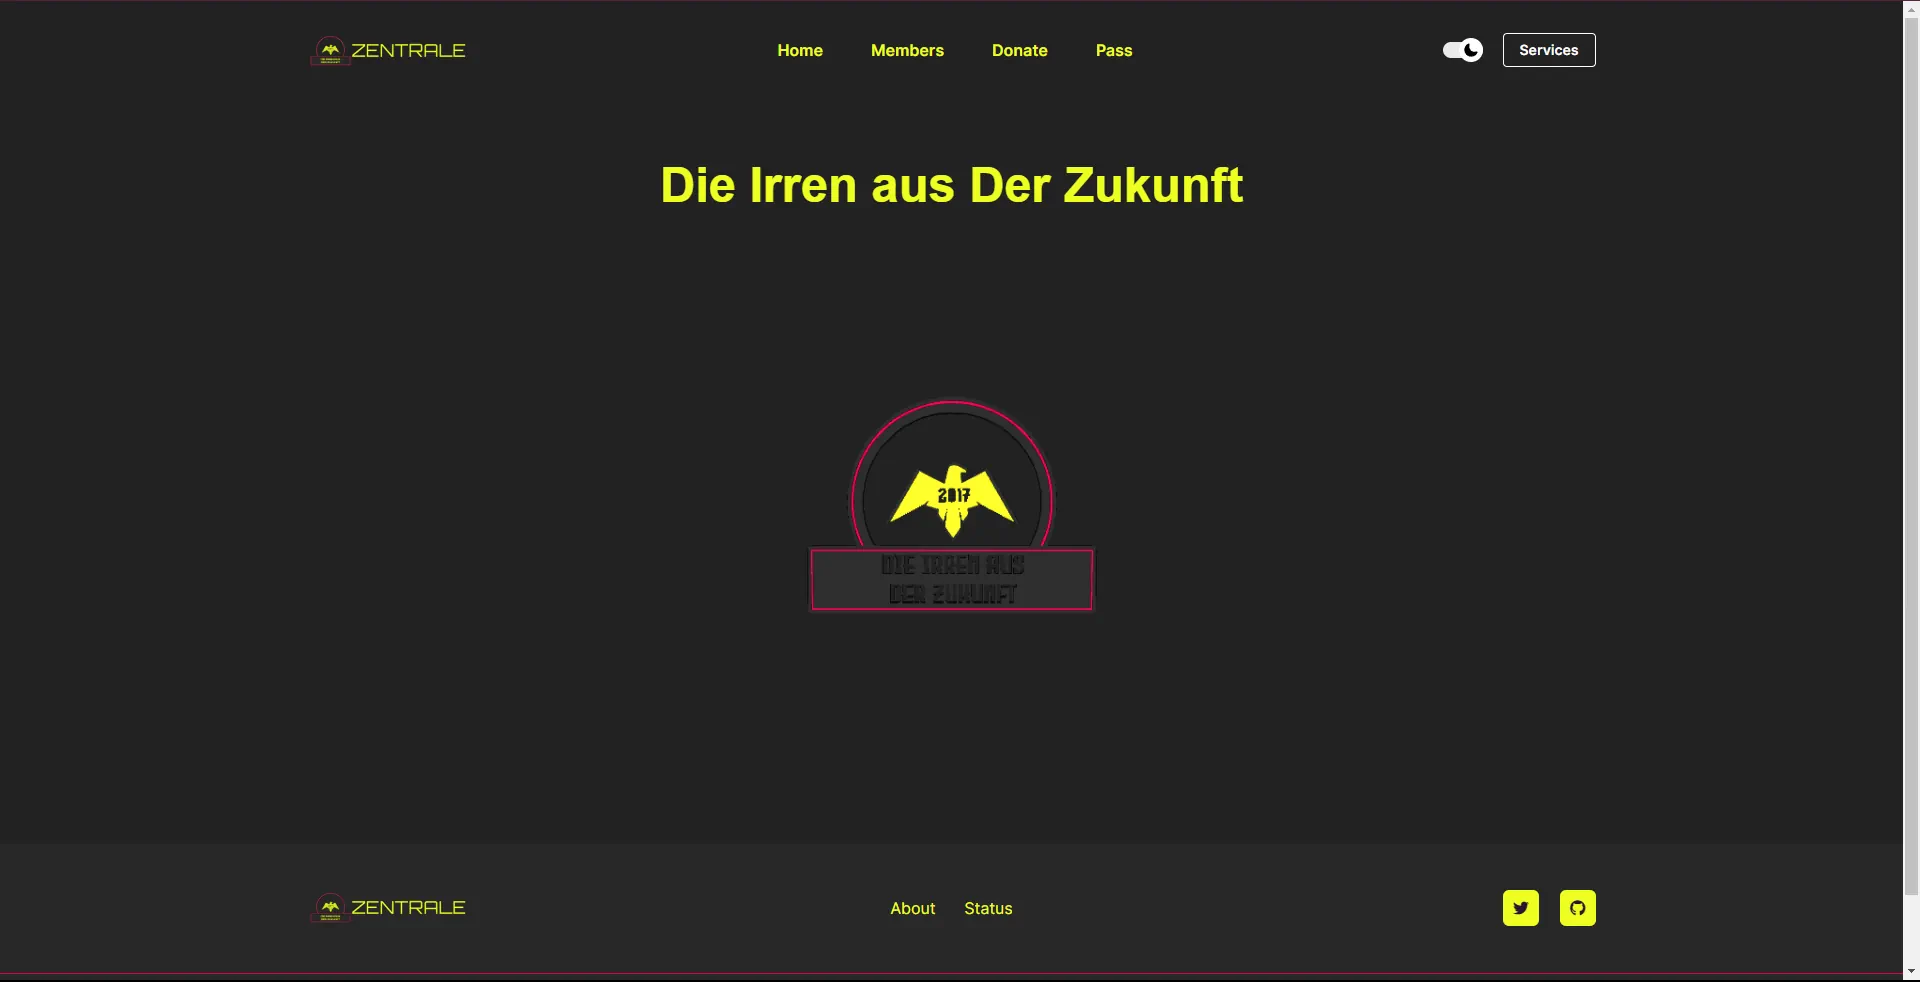 ZENTRALE
Home Members Donate Pass
Services
Die Irren aus Der Zukunft
2017
DIE IRREN AUS
DER ZUKUNFT
ZENTRALE
About Status